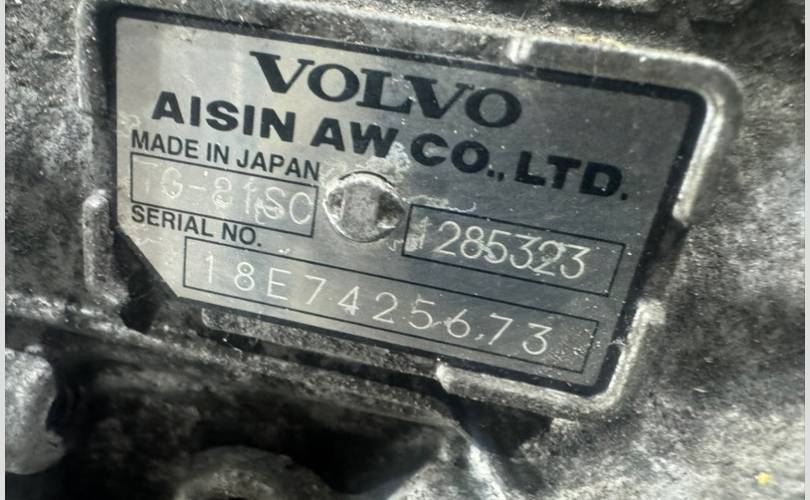 VOLVO
AISIN AW CO., LTD.
MADE IN JAPAN
TG-81SC
1285323
SERIAL NO.
18E7425673